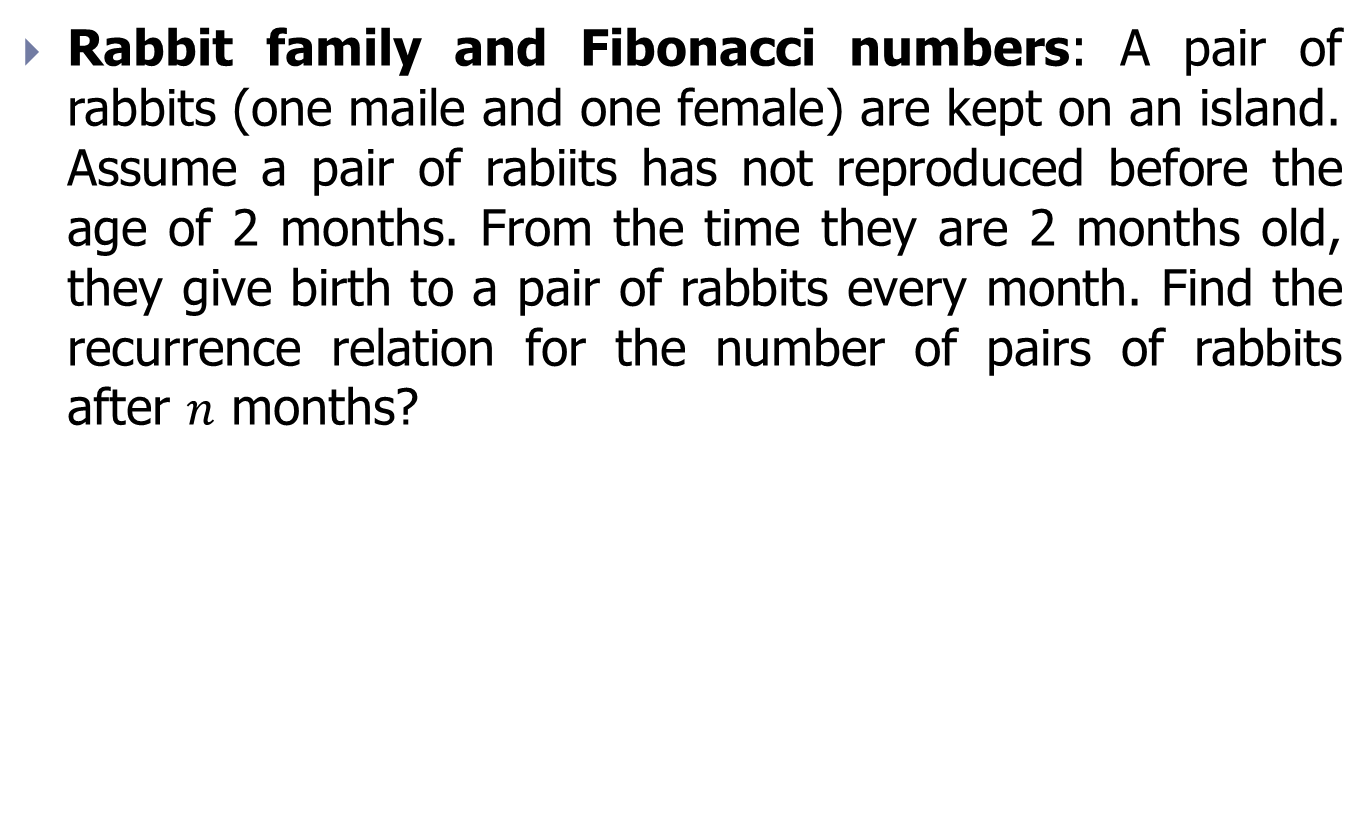 Rabbit family and Fibonacci numbers: A pair of
rabbits (one maile and one female) are kept on an island.
Assume a pair of rabiits has not reproduced before the
age of 2 months. From the time they are 2 months old,
they give birth to a pair of rabbits every month. Find the
recurrence relation for the number of pairs of rabbits
after n months?